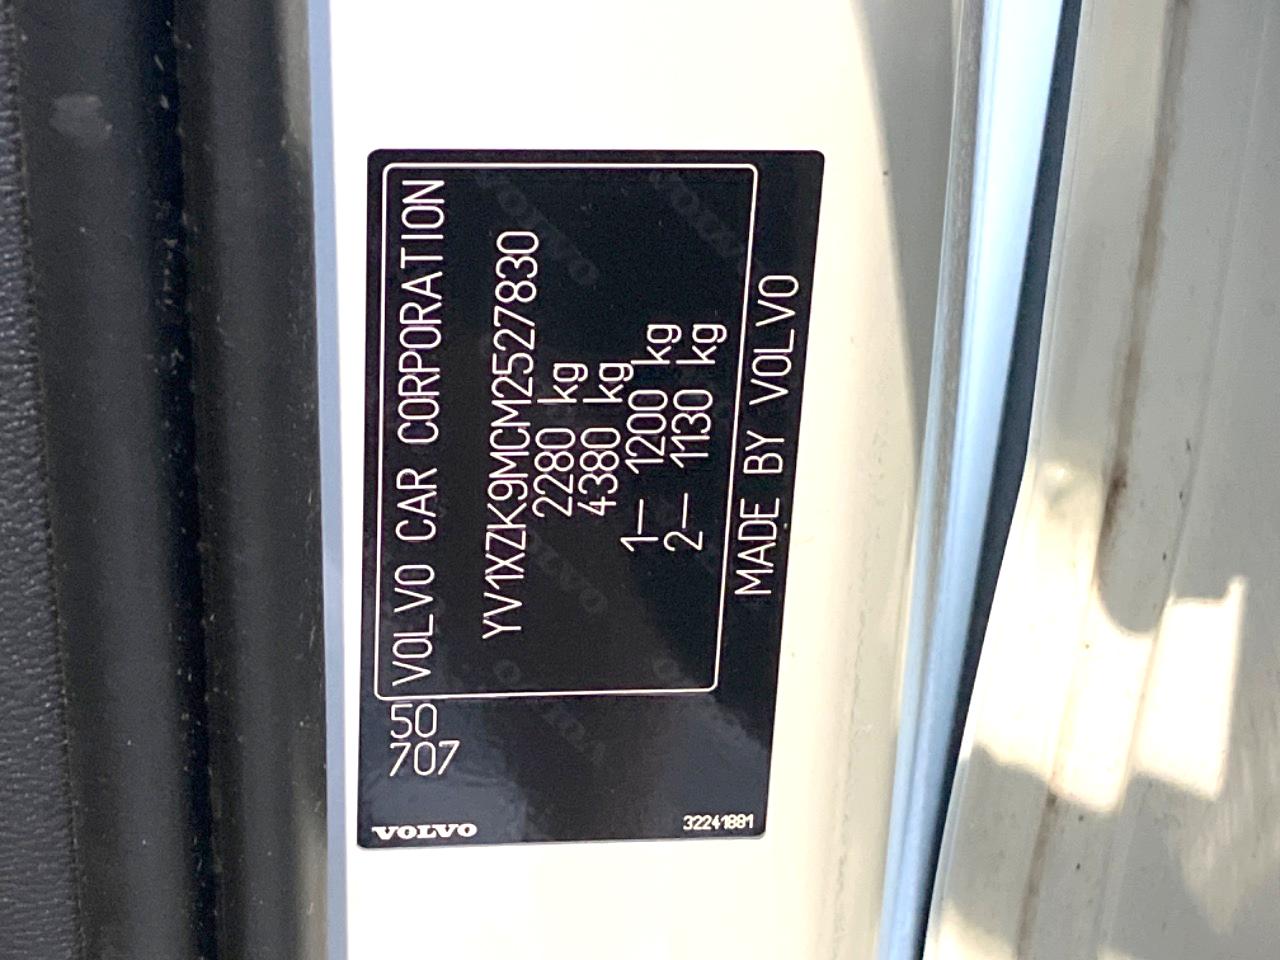 VOLVO CAR CORPORATION
YV1XZK9MCM2527830
2280 kg
4380 kg
1— 1200 kg
2— 1130 kg
MADE BY VOLVO
50
707
VOLVO
32241881